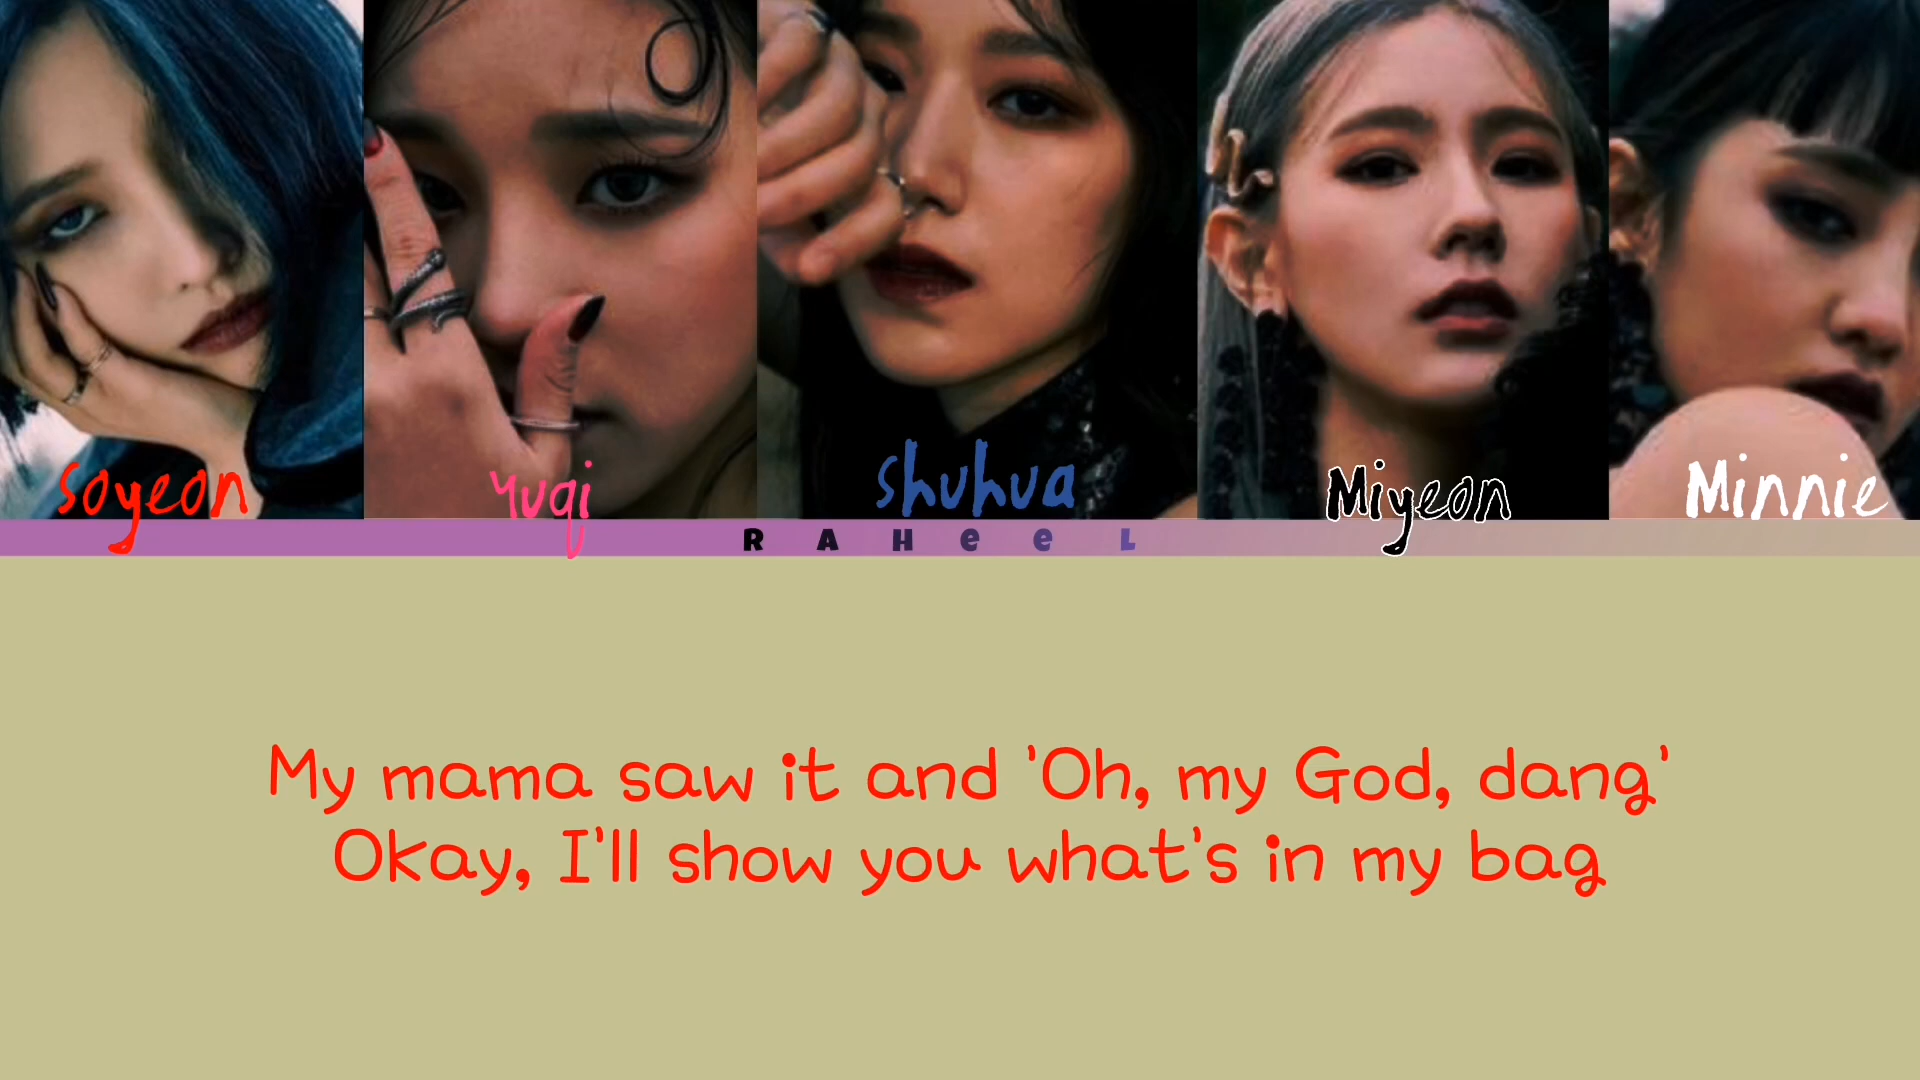 Soyeon Yuqi Shuhua Miyeon Minnie
RAHeeL
My mama saw it and 'Oh, my God, dang'
Okay, I'll show you what's in my bag